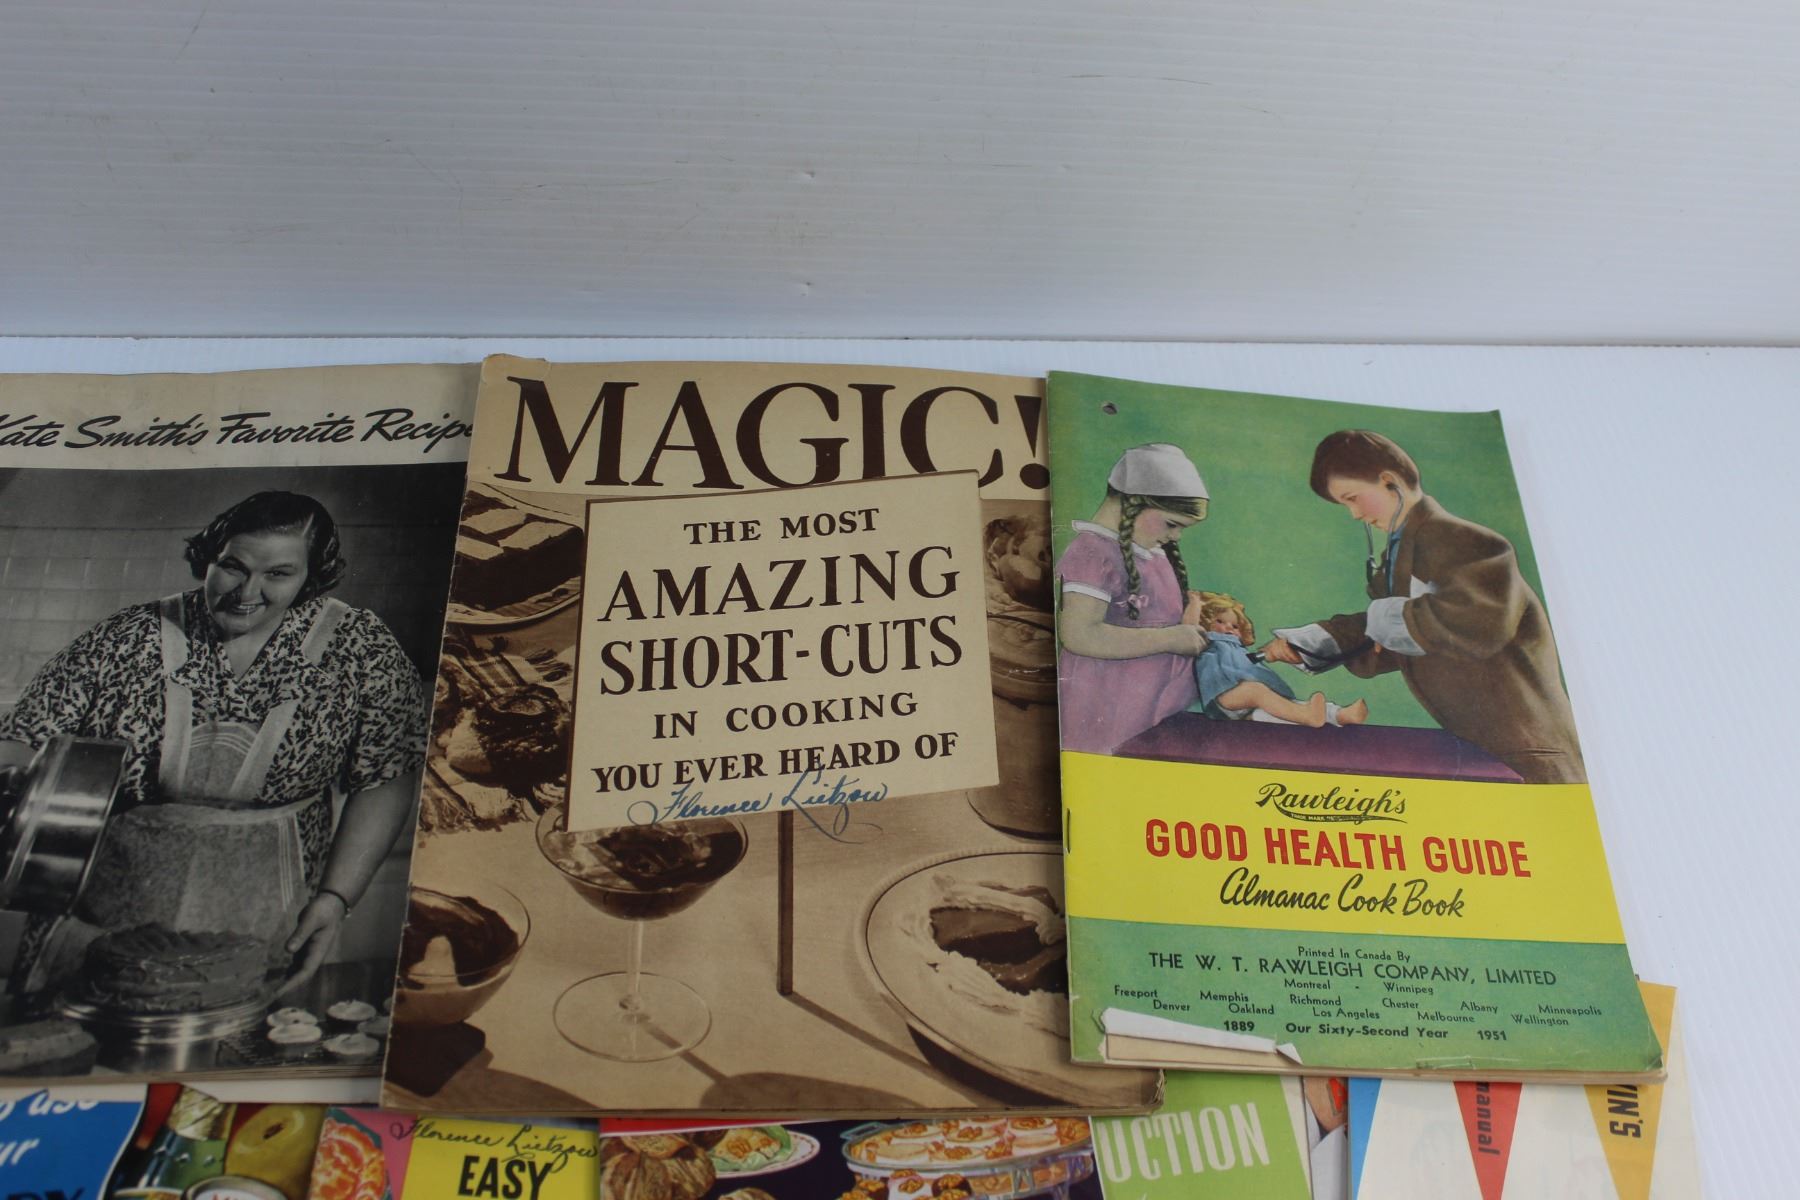 Kate Smith's Favorite
MAGIC!
THE MOST
AMAZING
SHORT-CUTS
IN COOKING
YOU EVER HEARD OF
Florence Lietzow
Rawleigh's
TRADE MARK
GOOD HEALTH GUIDE
Almanac Cook Book
Printed In Canada By
THE W. T. RAWLEIGH COMPANY, LIMITED
Montreal - Winnipeg
Freeport Memphis Richmond Chester Albany Minneapolis
Denver Oakland Los Angeles Melbourne Wellington
1889 Our Sixty-Second Year 1951
Florence Lietzow
EASY
UCTION
manual
VIN'S